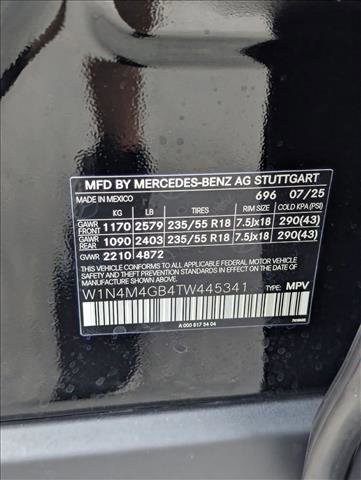 MFD BY MERCEDES-BENZ AG STUTTGART
MADE IN MEXICO 696 07/25
KG LB TIRES RIM SIZE COLD KPA(PSI)
GAWR FRONT 1170 2579 235/55 R18 7.5Jx18 290(43)
GAWR REAR 1090 2403 235/55 R18 7.5Jx18 290(43)
GVWR 2210 4872
THIS VEHICLE CONFORMS TO ALL APPLICABLE
FEDERAL MOTOR VEHICLE SAFETY AND THEFT
PREVENTION STANDARDS IN EFFECT ON THE DATE OF
MANUFACTURE SHOWN ABOVE.
W1N4M4GB4TW445341 TYPE: MPV
A 000 817 34 04